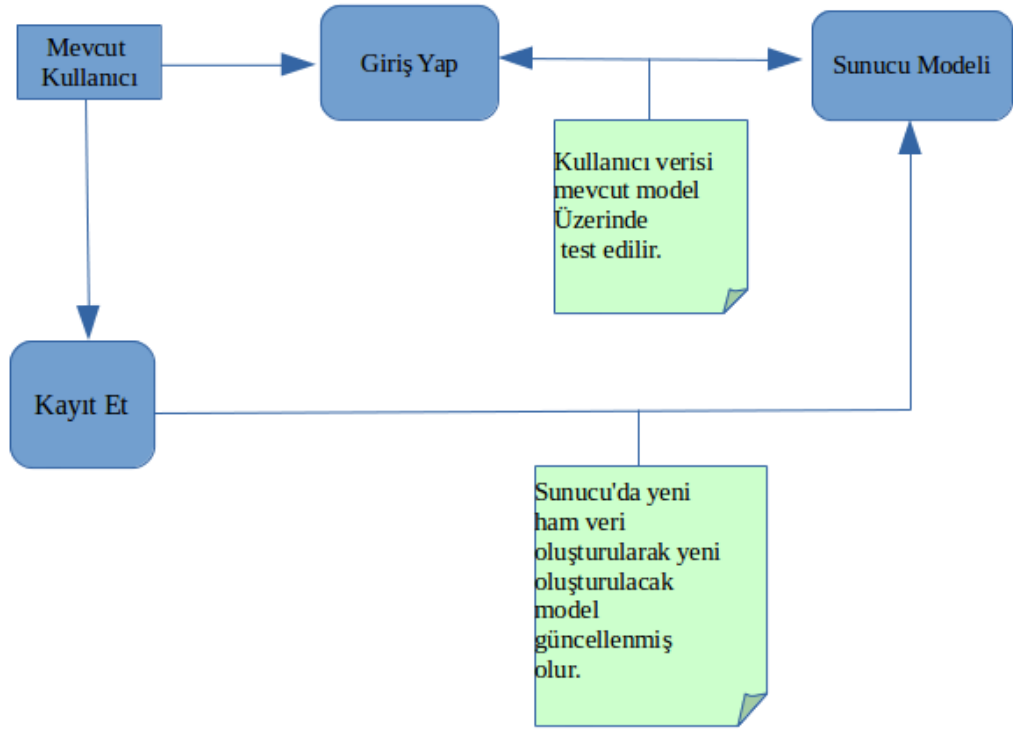 Mevcut
Kullanıcı
Giriş Yap
Sunucu Modeli
Kullanıcı verisi
mevcut model
Üzerinde
test edilir.
Kayıt Et
Sunucu'da yeni
ham veri
oluşturularak yeni
oluşturulacak
model
güncellenmiş
olur.